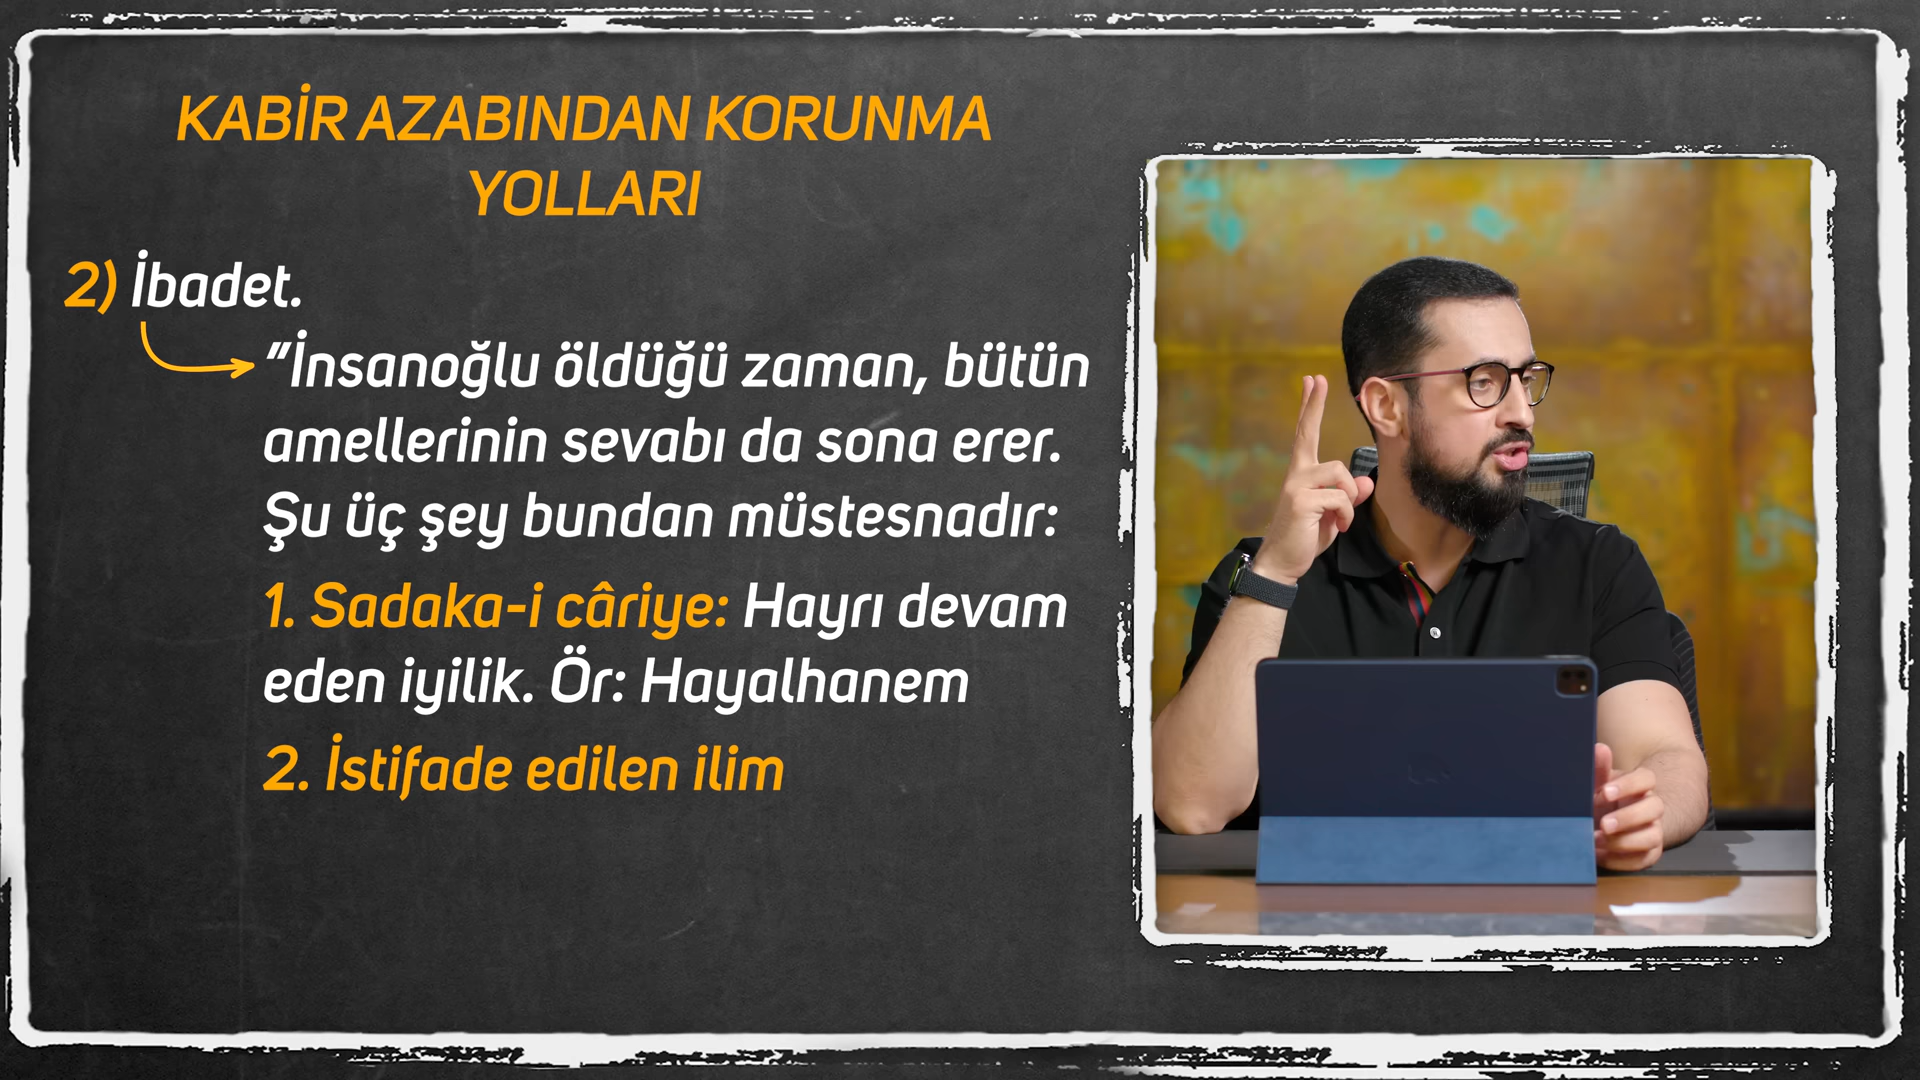 KABİR AZABINDAN KORUNMA
YOLLARI
2) İbadet.
"İnsanoğlu öldüğü zaman, bütün
amellerinin sevabı da sona erer.
Şu üç şey bundan müstesnadır:
1. Sadaka-i câriye: Hayrı devam
eden iyilik. Ör: Hayalhanem
2. İstifade edilen ilim